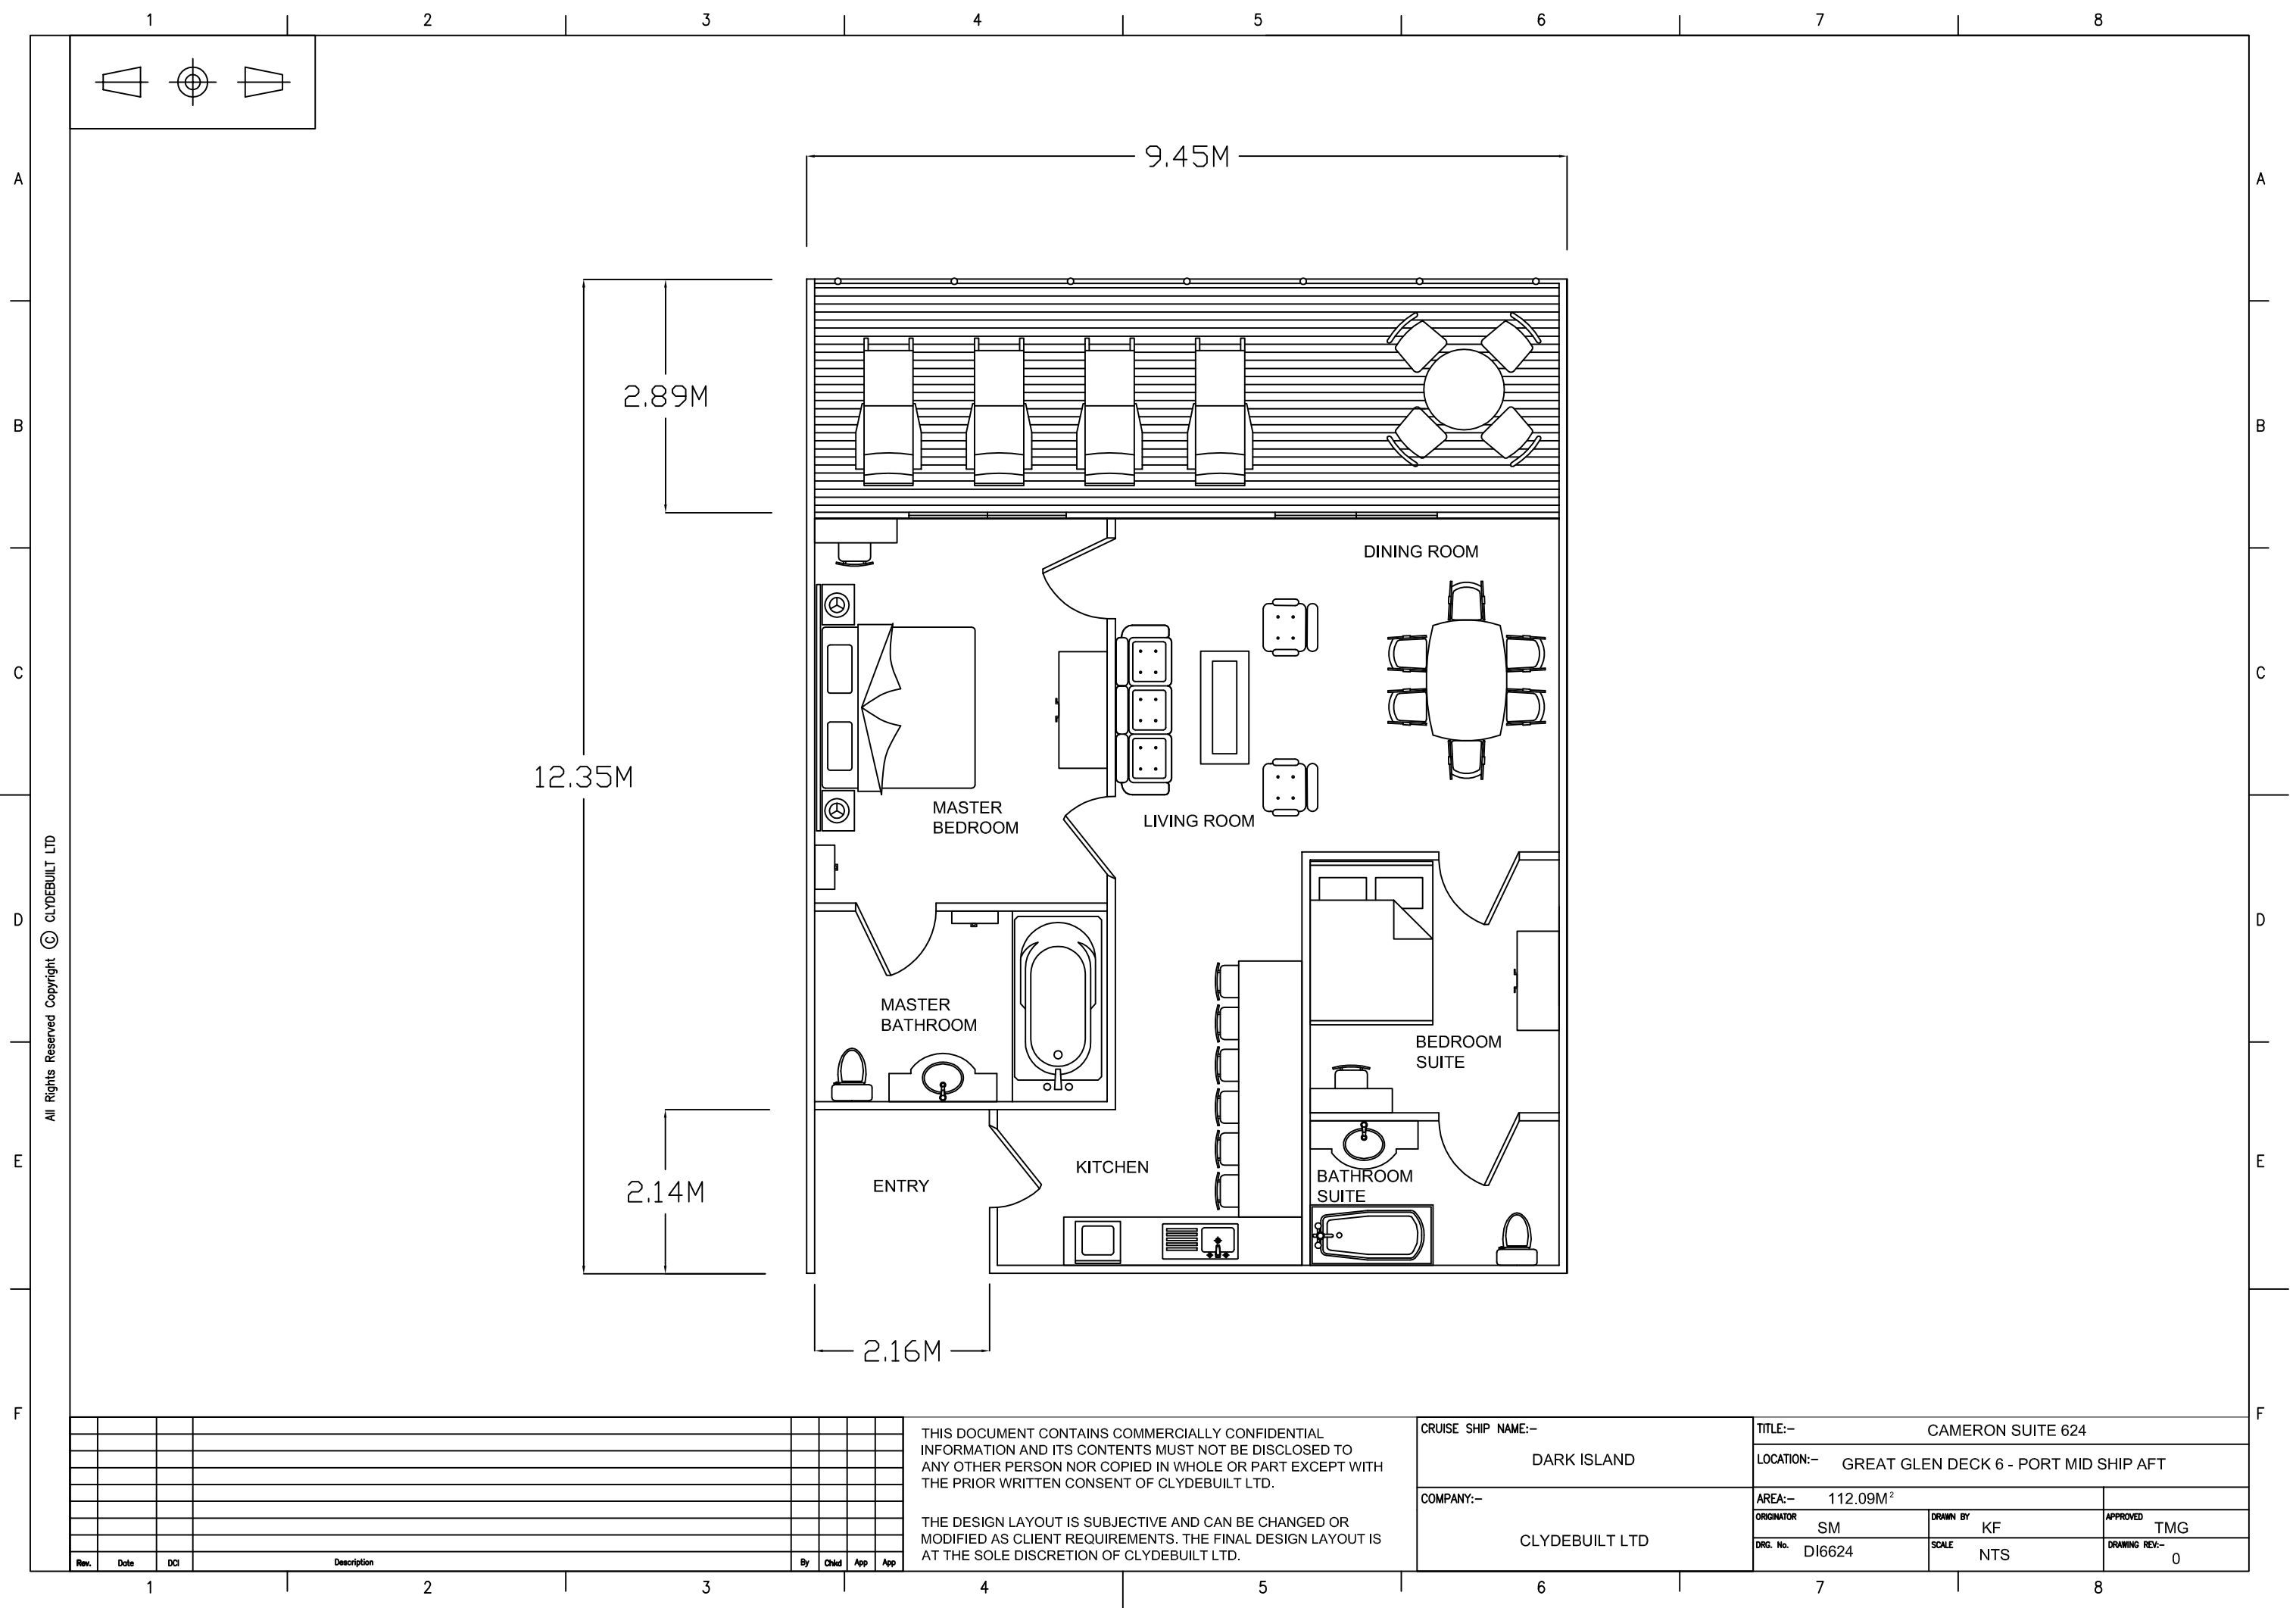 1 2 3 4 5 6 7 8
A A
9.45M
B B
2.89M
DINING ROOM
C C
12.35M
MASTER
BEDROOM
LIVING ROOM
All Rights Reserved Copyright © CLYDEBUILT LTD
D D
MASTER
BATHROOM
BEDROOM
SUITE
E E
KITCHEN
BATHROOM
SUITE
ENTRY
2.14M
2.16M
F F
Rev. Date DCI Description By Chkd App App
THIS DOCUMENT CONTAINS COMMERCIALLY CONFIDENTIAL
INFORMATION AND ITS CONTENTS MUST NOT BE DISCLOSED TO
ANY OTHER PERSON NOR COPIED IN WHOLE OR PART EXCEPT WITH
THE PRIOR WRITTEN CONSENT OF CLYDEBUILT LTD.
THE DESIGN LAYOUT IS SUBJECTIVE AND CAN BE CHANGED OR
MODIFIED AS CLIENT REQUIREMENTS. THE FINAL DESIGN LAYOUT IS
AT THE SOLE DISCRETION OF CLYDEBUILT LTD.
CRUISE SHIP NAME:-
DARK ISLAND
COMPANY:-
CLYDEBUILT LTD
TITLE:- CAMERON SUITE 624
LOCATION:- GREAT GLEN DECK 6 - PORT MID SHIP AFT
AREA:- 112.09M²
ORIGINATOR SM DRAWN BY KF APPROVED TMG
DRG. No. DI6624 SCALE NTS DRAWING REV:- 0
1 2 3 4 5 6 7 8